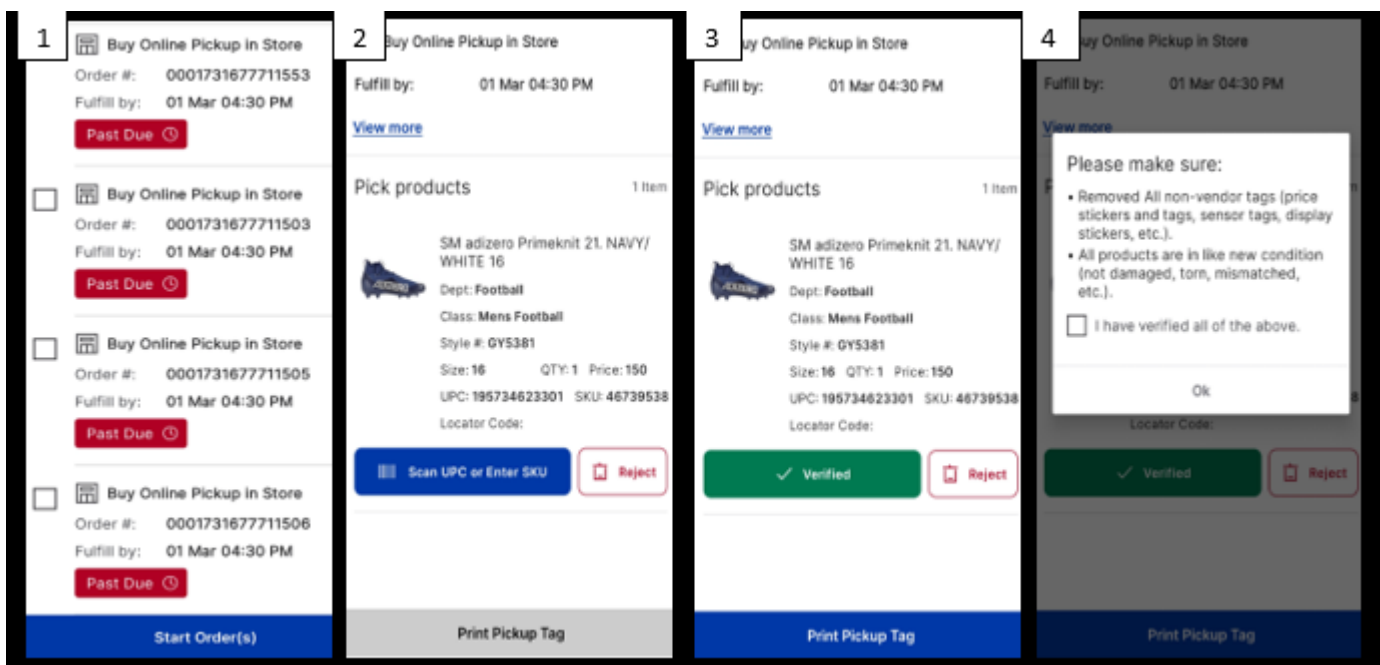 1
Buy Online Pickup in Store
Order #: 0001731677711553
Fulfill by: 01 Mar 04:30 PM
Past Due
Buy Online Pickup in Store
Order #: 0001731677711503
Fulfill by: 01 Mar 04:30 PM
Past Due
Buy Online Pickup in Store
Order #: 0001731677711505
Fulfill by: 01 Mar 04:30 PM
Past Due
Buy Online Pickup in Store
Order #: 0001731677711506
Fulfill by: 01 Mar 04:30 PM
Past Due
Start Order(s)
2
Buy Online Pickup in Store
Fulfill by: 01 Mar 04:30 PM
View more
Pick products 1 Item
SM adizero Primeknit 21. NAVY/
WHITE 16
Dept: Football
Class: Mens Football
Style #: GY5381
Size: 16 QTY: 1 Price: 150
UPC: 195734623301 SKU: 46739538
Locator Code:
Scan UPC or Enter SKU Reject
Print Pickup Tag
3
uy Online Pickup in Store
Fulfill by: 01 Mar 04:30 PM
View more
Pick products 1 Item
SM adizero Primeknit 21. NAVY/
WHITE 16
Dept: Football
Class: Mens Football
Style #: GY5381
Size: 16 QTY: 1 Price: 150
UPC: 195734623301 SKU: 46739538
Locator Code:
Verified Reject
Print Pickup Tag
4
uy Online Pickup in Store
Fulfill by: 01 Mar 04:30 PM
View more
Please make sure:
• Removed All non-vendor tags (price
stickers and tags, sensor tags, display
stickers, etc.).
• All products are in like new condition
(not damaged, torn, mismatched,
etc.).
I have verified all of the above.
Ok
Locator Code:
Verified Reject
Print Pickup Tag